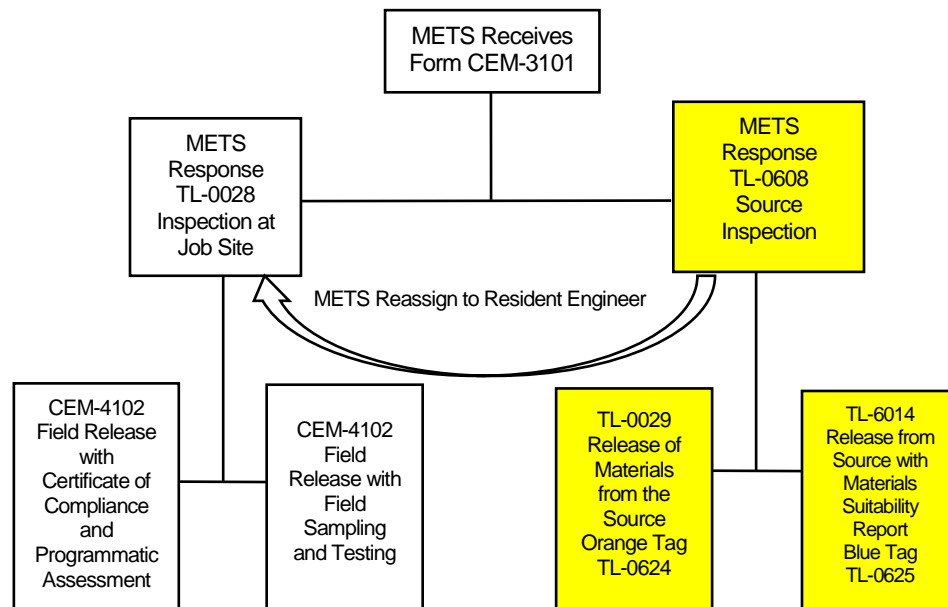 METS Receives
Form CEM-3101
METS
Response
TL-0028
Inspection at
Job Site
METS
Response
TL-0608
Source
Inspection
METS Reassign to Resident Engineer
CEM-4102
Field Release
with
Certificate of
Compliance
and
Programmatic
Assessment
CEM-4102
Field
Release with
Field
Sampling
and Testing
TL-0029
Release of
Materials
from the
Source
Orange Tag
TL-0624
TL-6014
Release from
Source with
Materials
Suitability
Report
Blue Tag
TL-0625